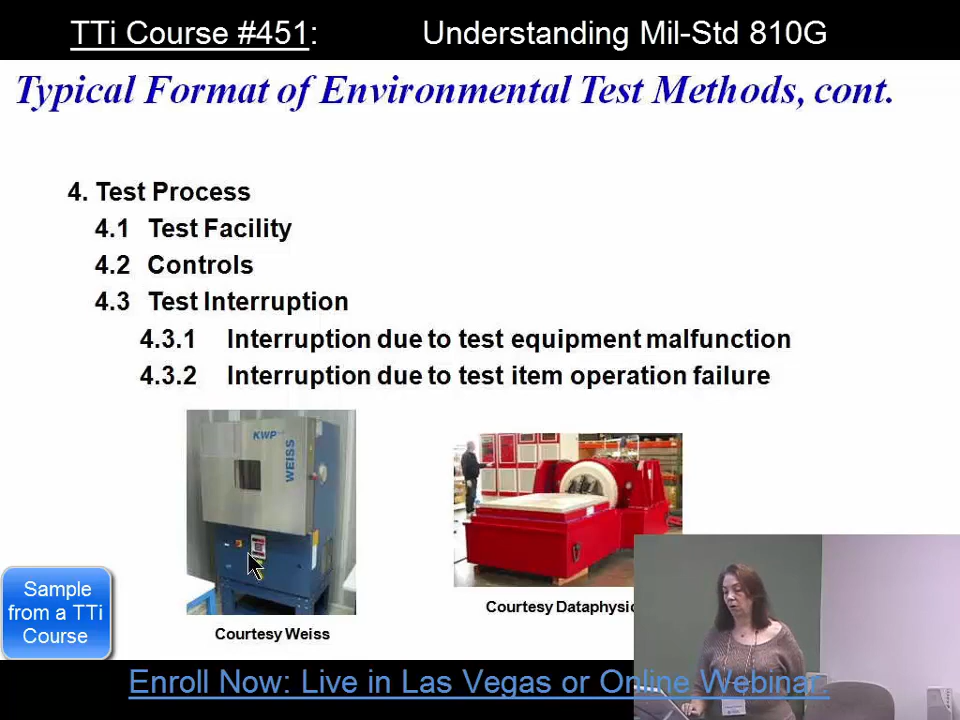 TTi Course #451: Understanding Mil-Std 810G
Typical Format of Environmental Test Methods, cont.
4. Test Process
4.1 Test Facility
4.2 Controls
4.3 Test Interruption
4.3.1 Interruption due to test equipment malfunction
4.3.2 Interruption due to test item operation failure
KWP
WEISS
Courtesy Weiss
Courtesy Dataphysic
Sample
from a TTi
Course
Enroll Now: Live in Las Vegas or Online Webinar.